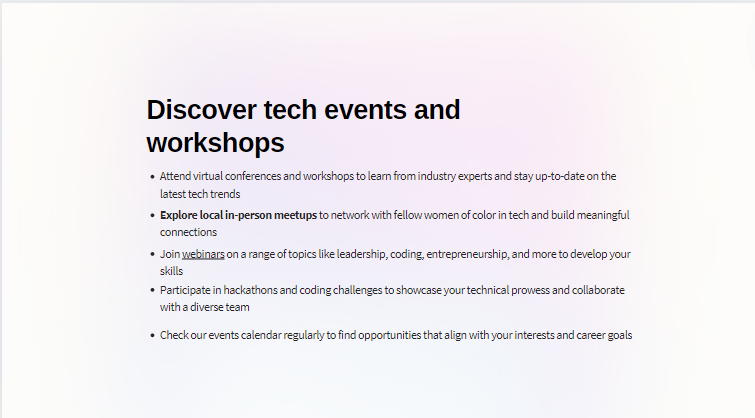 Discover tech events and
workshops
• Attend virtual conferences and workshops to learn from industry experts and stay up-to-date on the
latest tech trends
• Explore local in-person meetups to network with fellow women of color in tech and build meaningful
connections
• Join webinars on a range of topics like leadership, coding, entrepreneurship, and more to develop your
skills
• Participate in hackathons and coding challenges to showcase your technical prowess and collaborate
with a diverse team
• Check our events calendar regularly to find opportunities that align with your interests and career goals